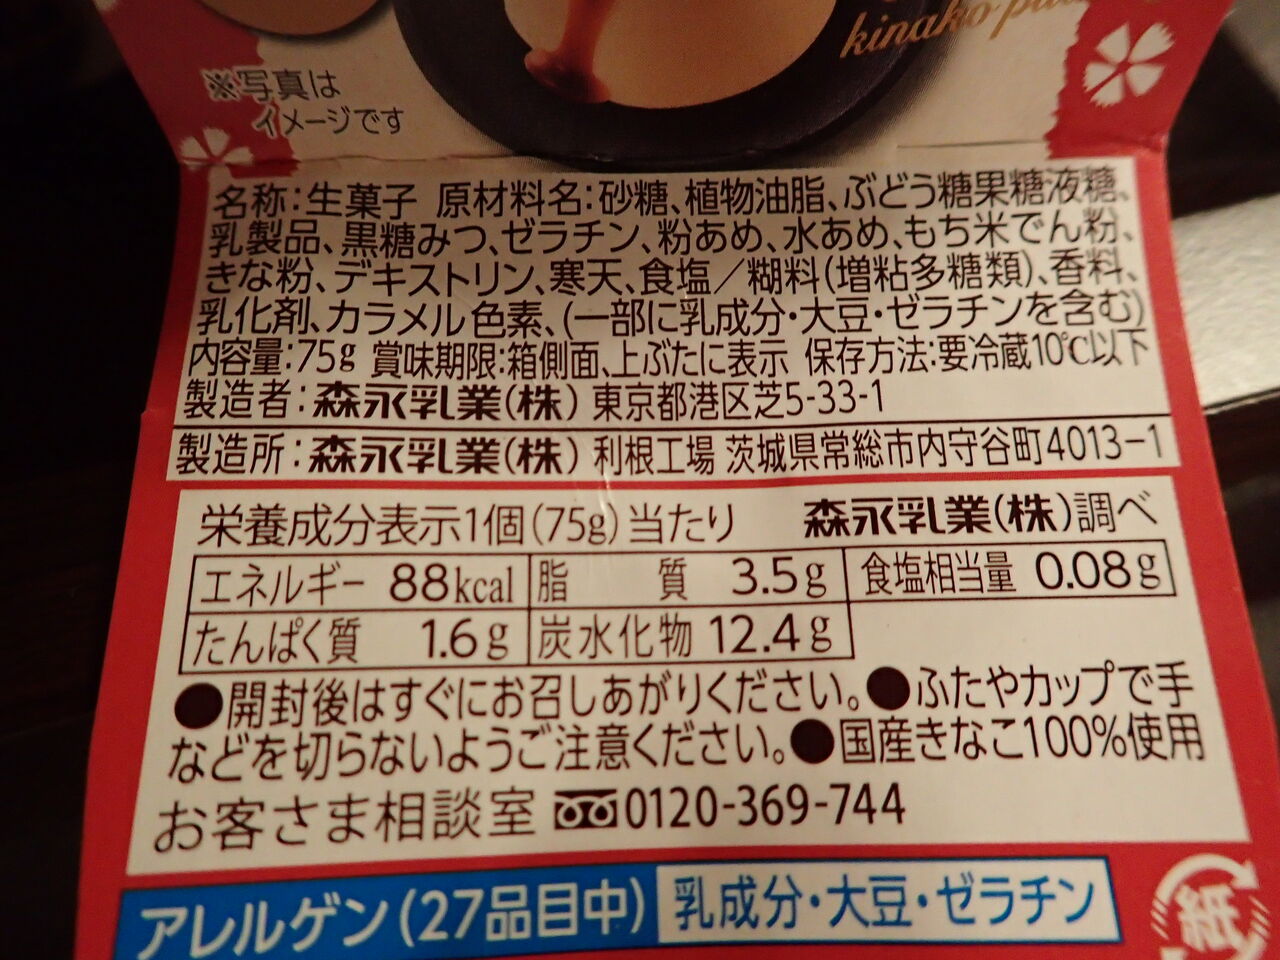 kinako
※写真は
イメージです
名称：生菓子 原材料名：砂糖、植物油脂、ぶどう糖果糖液糖、
乳製品、黒糖みつ、ゼラチン、粉あめ、水あめ、もち米でん粉、
きな粉、デキストリン、寒天、食塩／糊料（増粘多糖類）、香料、
乳化剤、カラメル色素、（一部に乳成分・大豆・ゼラチンを含む）
内容量：75g 賞味期限：箱側面、上ぶたに表示 保存方法：要冷蔵10℃以下
製造者：森永乳業（株） 東京都港区芝5-33-1
製造所：森永乳業（株） 利根工場 茨城県常総市内守谷町4013−1
栄養成分表示1個（75g）当たり 森永乳業（株）調べ
エネルギー 88kcal 脂質 3.5g 食塩相当量 0.08g
たんぱく質 1.6g 炭水化物 12.4g
●開封後はすぐにお召しあがりください。●ふたやカップで手
などを切らないようご注意ください。●国産きなこ100%使用
お客さま相談室 0120-369-744
アレルゲン（27品目中） 乳成分・大豆・ゼラチン
紙